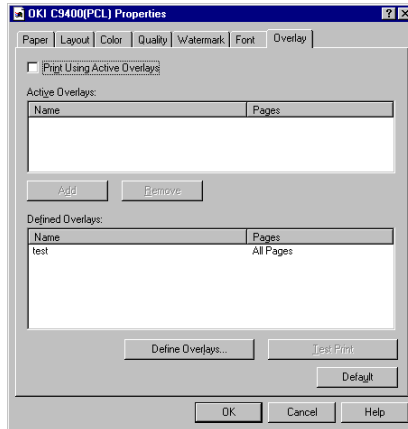 OKI C9400(PCL) Properties
Paper Layout Color Quality Watermark Font Overlay
Print Using Active Overlays
Active Overlays:
Name Pages
Add Remove
Defined Overlays:
Name Pages
test All Pages
Define Overlays... Test Print
Default
OK Cancel Help